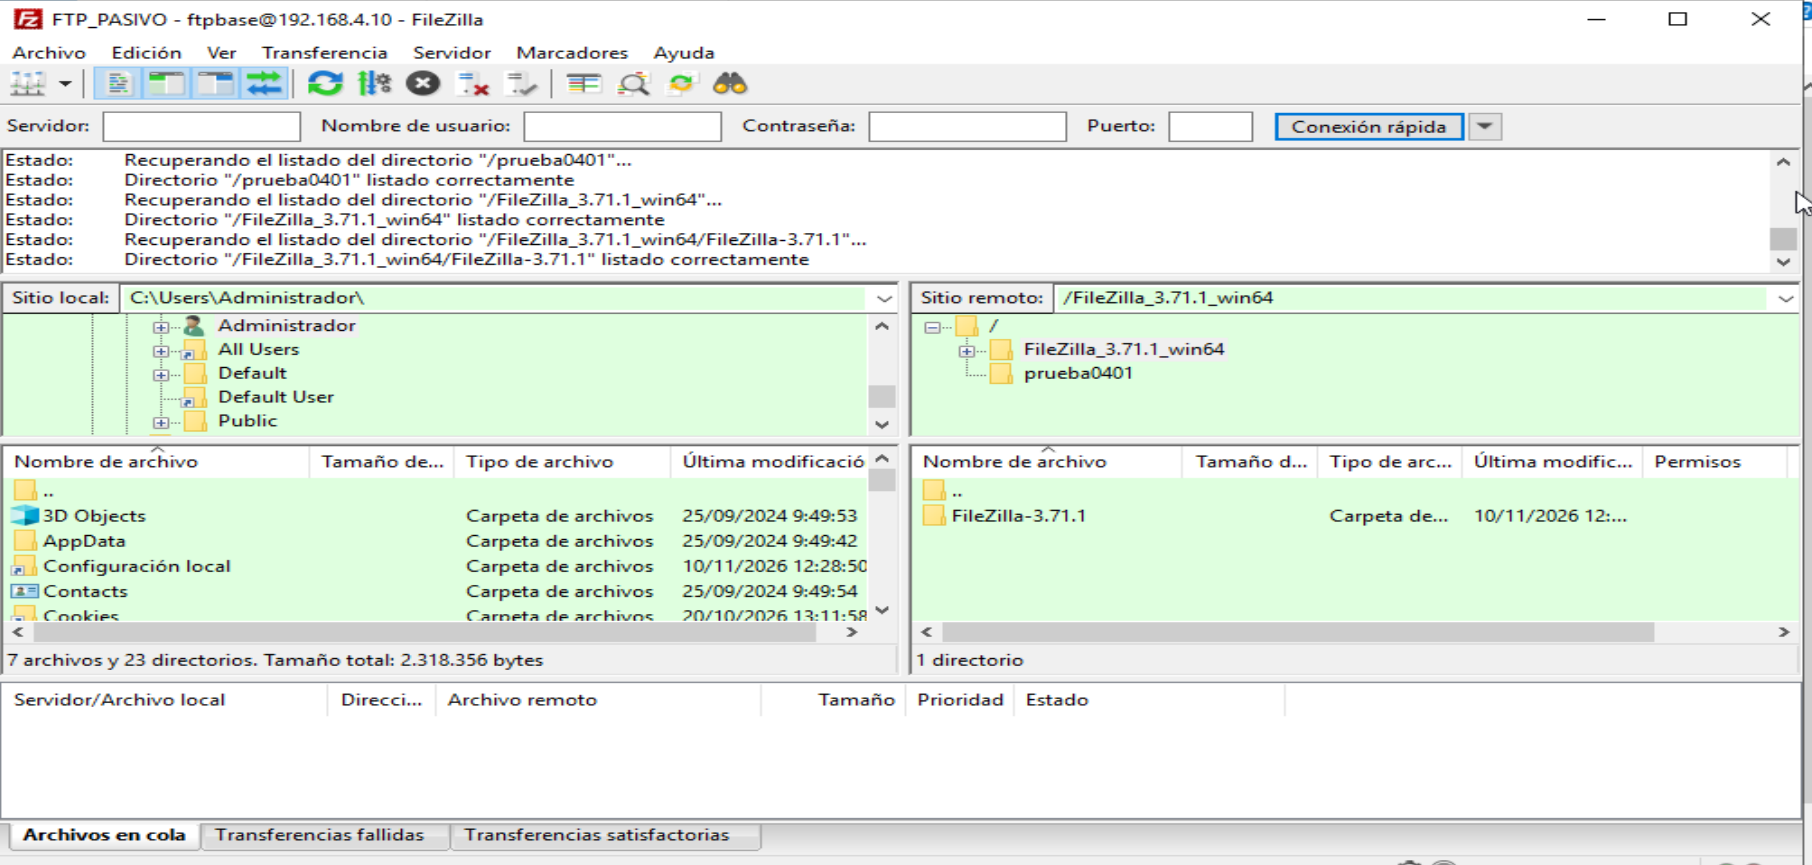 FTP_PASIVO - ftpbase@192.168.4.10 - FileZilla
Archivo Edición Ver Transferencia Servidor Marcadores Ayuda
Servidor: Nombre de usuario: Contraseña: Puerto: Conexión rápida
Estado: Recuperando el listado del directorio "/prueba0401"...
Estado: Directorio "/prueba0401" listado correctamente
Estado: Recuperando el listado del directorio "/FileZilla_3.71.1_win64"...
Estado: Directorio "/FileZilla_3.71.1_win64" listado correctamente
Estado: Recuperando el listado del directorio "/FileZilla_3.71.1_win64/FileZilla-3.71.1"...
Estado: Directorio "/FileZilla_3.71.1_win64/FileZilla-3.71.1" listado correctamente
Sitio local: C:\Users\Administrador\
Administrador
All Users
Default
Default User
Public
Nombre de archivo Tamaño de... Tipo de archivo Última modificació
..
3D Objects Carpeta de archivos 25/09/2024 9:49:53
AppData Carpeta de archivos 25/09/2024 9:49:42
Configuración local Carpeta de archivos 10/11/2026 12:28:50
Contacts Carpeta de archivos 25/09/2024 9:49:54
Cookies Carpeta de archivos 20/10/2026 13:11:58
7 archivos y 23 directorios. Tamaño total: 2.318.356 bytes
Sitio remoto: /FileZilla_3.71.1_win64
/
FileZilla_3.71.1_win64
prueba0401
Nombre de archivo Tamaño d... Tipo de arc... Última modific... Permisos
..
FileZilla-3.71.1 Carpeta de... 10/11/2026 12:...
1 directorio
Servidor/Archivo local Direcci... Archivo remoto Tamaño Prioridad Estado
Archivos en cola Transferencias fallidas Transferencias satisfactorias